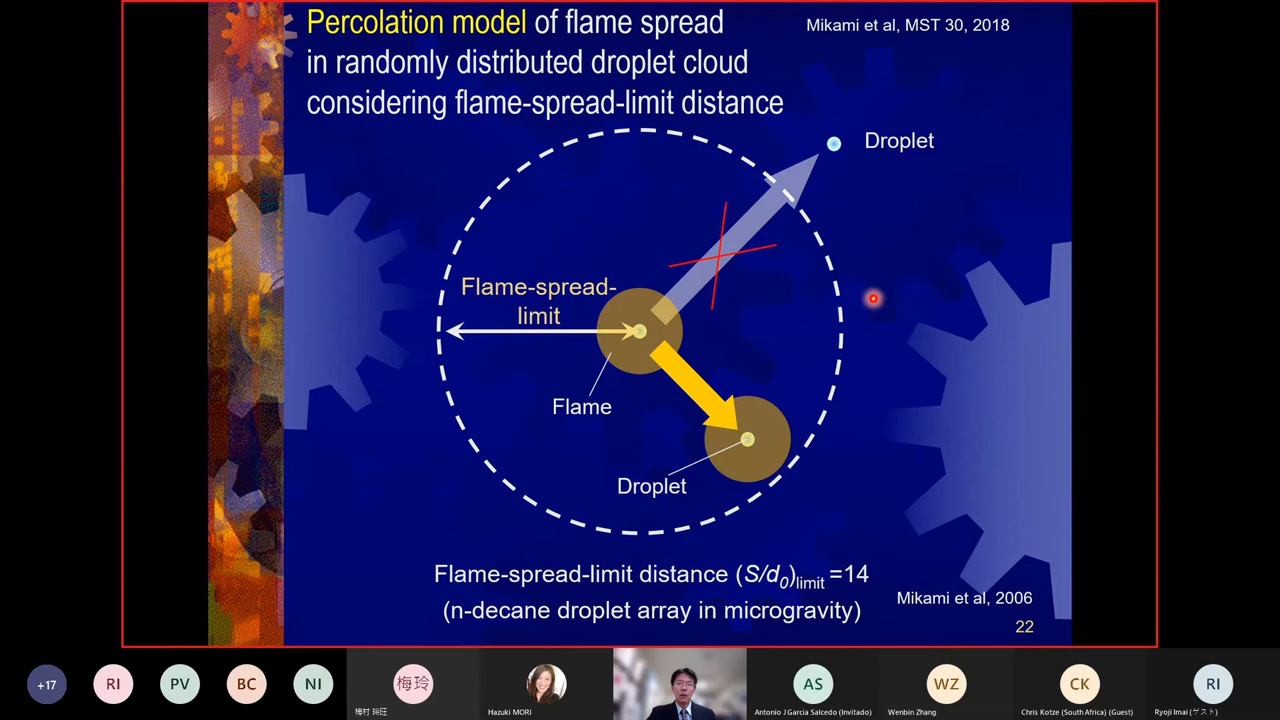 Percolation model of flame spread
in randomly distributed droplet cloud
considering flame-spread-limit distance
Mikami et al, MST 30, 2018
Droplet
Flame-spread-
limit
Flame
Droplet
Flame-spread-limit distance (S/d0)limit =14
(n-decane droplet array in microgravity)
Mikami et al, 2006
22
+17
RI
PV
BC
NI
梅玲
AS
WZ
CK
RI
梅村 玲旺
Hazuki MORI
Antonio J Garcia Salcedo (Invitado)
Wenbin Zhang
Chris Kotze (South Africa) (Guest)
Ryoji Imai (ゲスト)